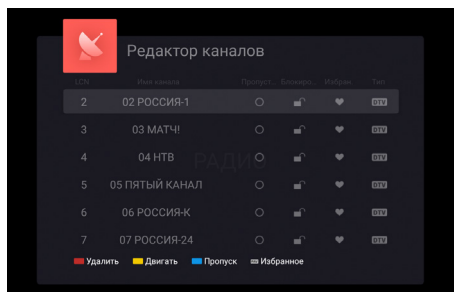 Редактор каналов
LCN Имя канала Пропуст... Блокиро... Избран Тип
2 02 РОССИЯ-1 DTV
3 03 МАТЧ! DTV
4 04 НТВ DTV
РАДИО
5 05 ПЯТЫЙ КАНАЛ DTV
6 06 РОССИЯ-К DTV
7 07 РОССИЯ-24 DTV
Удалить Двигать Пропуск Избранное